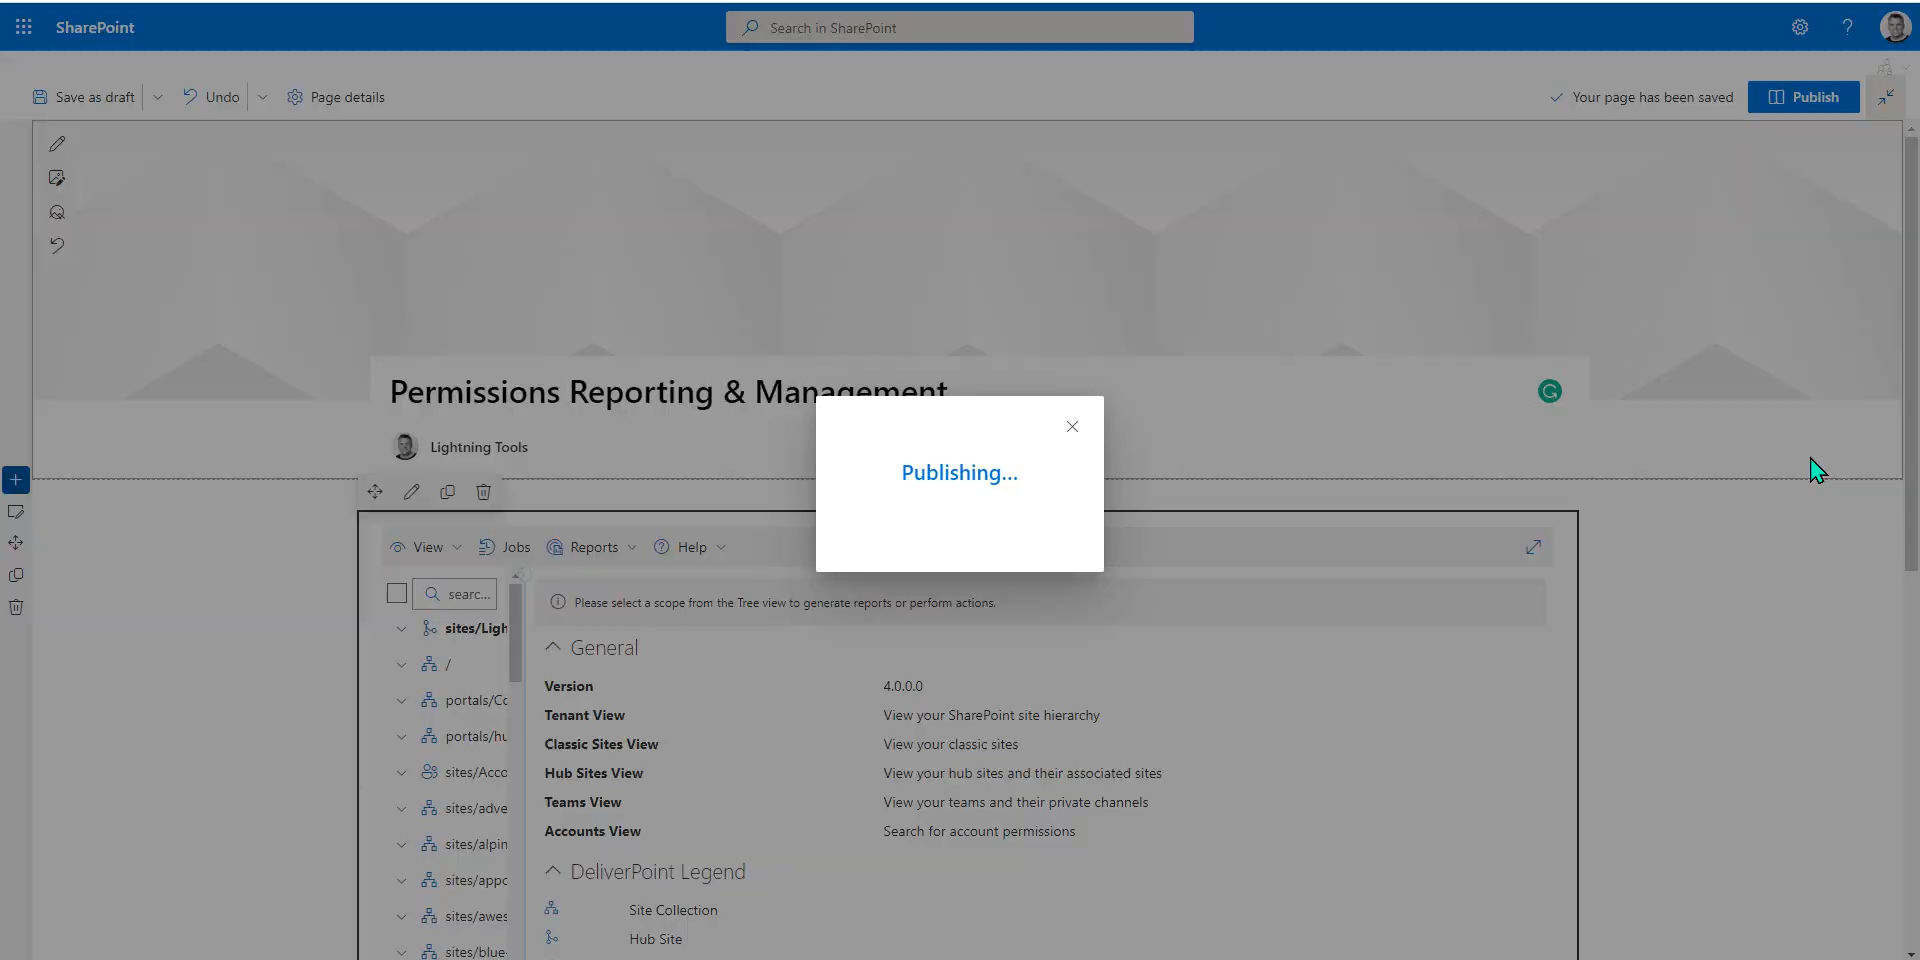 SharePoint
Search in SharePoint
Save as draft
Undo
Page details
Your page has been saved
Publish
Permissions Reporting & Management
Lightning Tools
Publishing...
View
Jobs
Reports
Help
searc...
Please select a scope from the Tree view to generate reports or perform actions.
sites/Ligh
/
portals/Co
portals/hu
sites/Acco
sites/adve
sites/alpin
sites/appo
sites/awes
sites/blue-
General
Version 4.0.0.0
Tenant View View your SharePoint site hierarchy
Classic Sites View View your classic sites
Hub Sites View View your hub sites and their associated sites
Teams View View your teams and their private channels
Accounts View Search for account permissions
DeliverPoint Legend
Site Collection
Hub Site